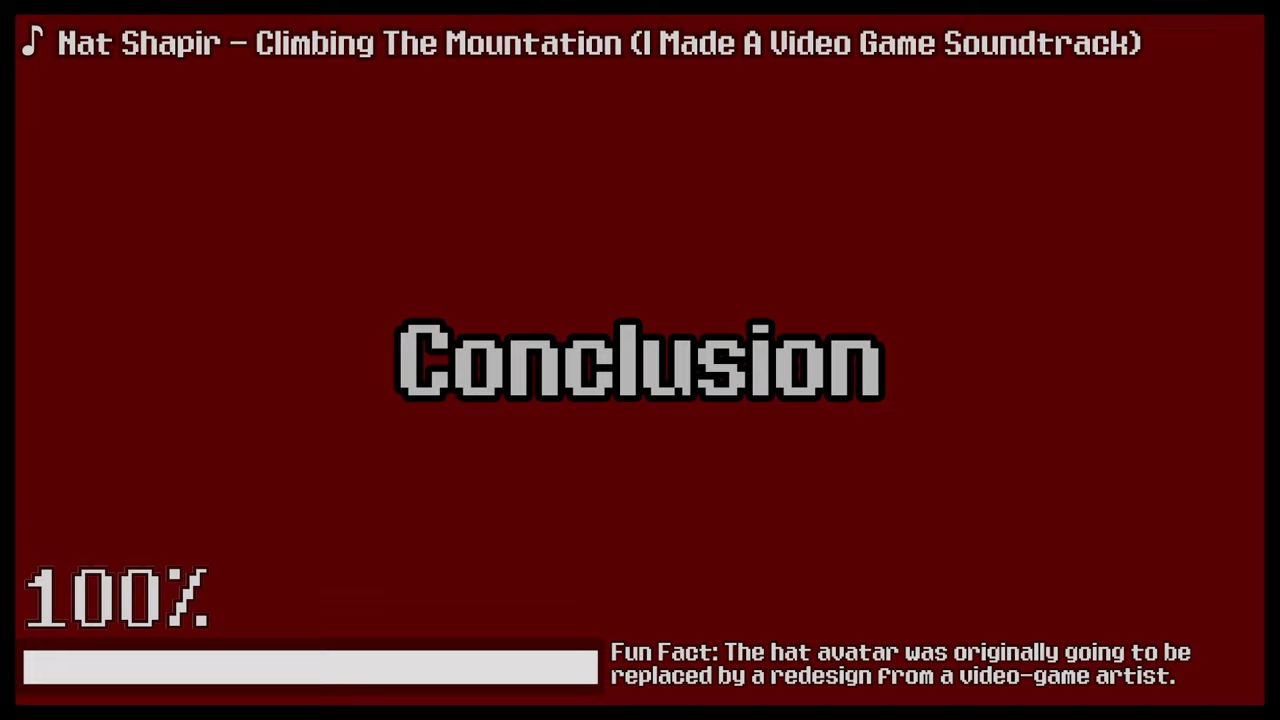 ♪ Nat Shapir - Climbing The Mountation (I Made A Video Game Soundtrack)
Conclusion
100%
Fun Fact: The hat avatar was originally going to be
replaced by a redesign from a video-game artist.